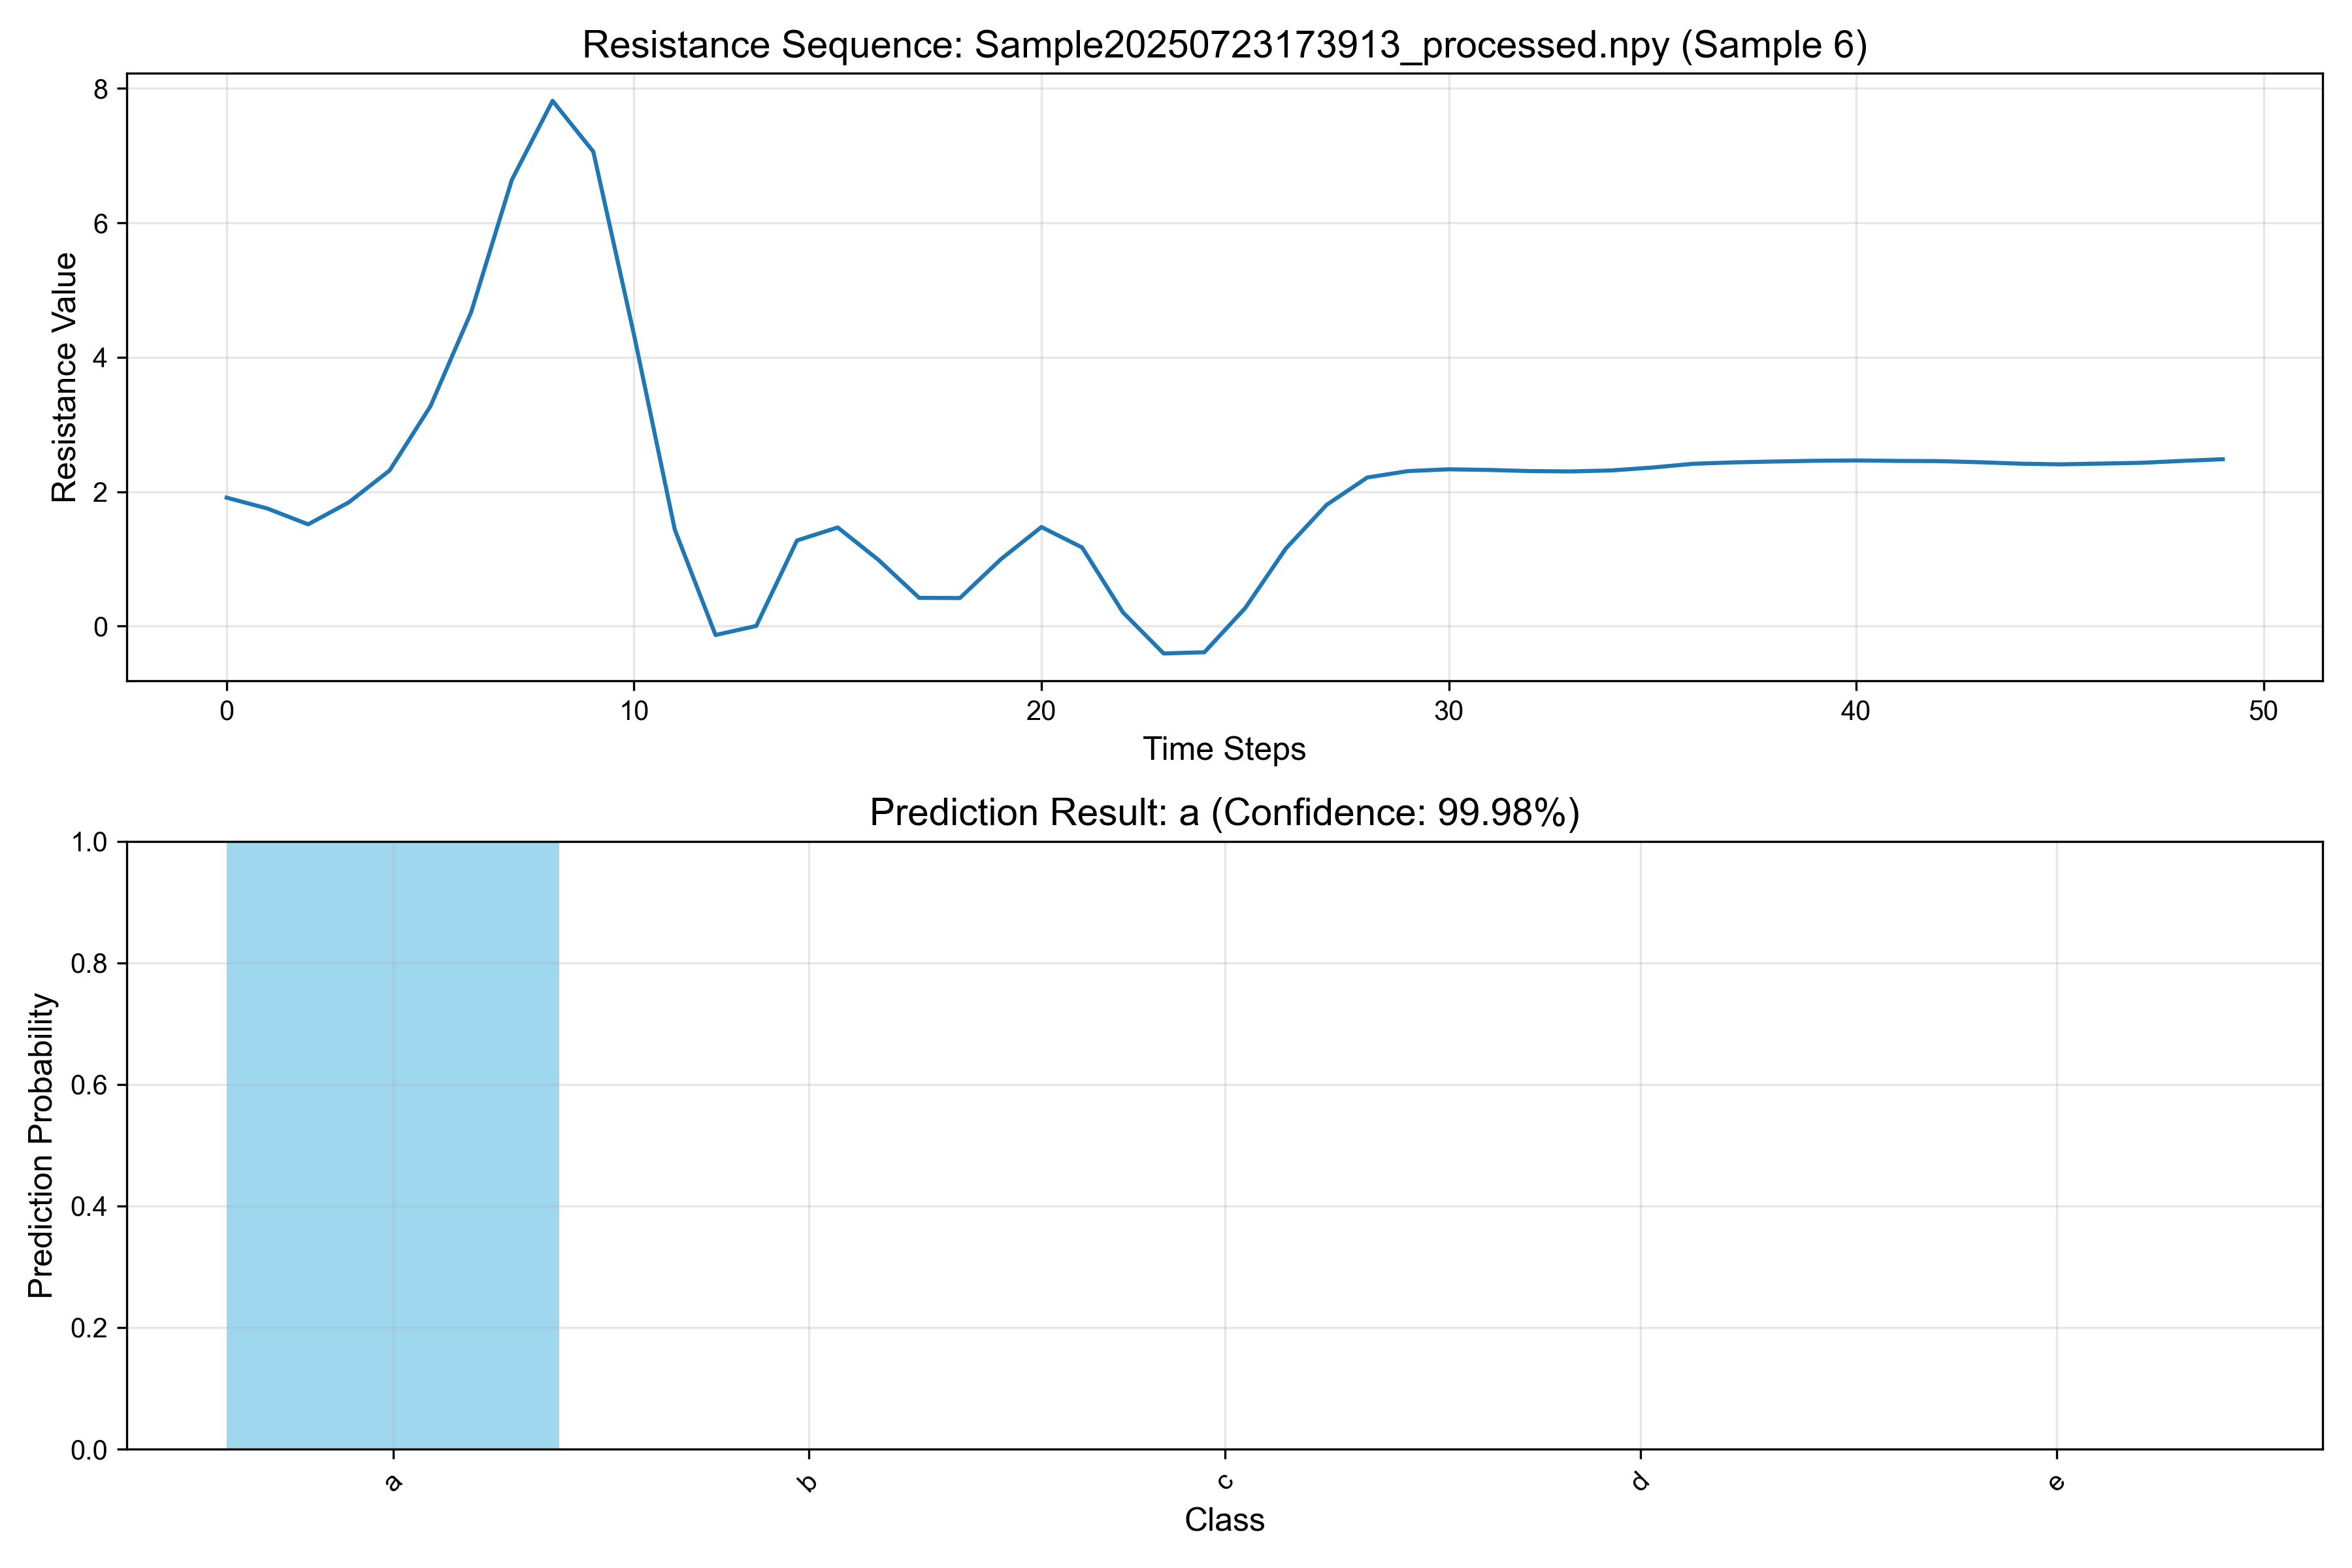 Resistance Sequence: Sample20250723173913_processed.npy (Sample 6)
Resistance Value
8
6
4
2
0
0 10 20 30 40 50
Time Steps
Prediction Result: a (Confidence: 99.98%)
Prediction Probability
1.0
0.8
0.6
0.4
0.2
0.0
a b c d e
Class